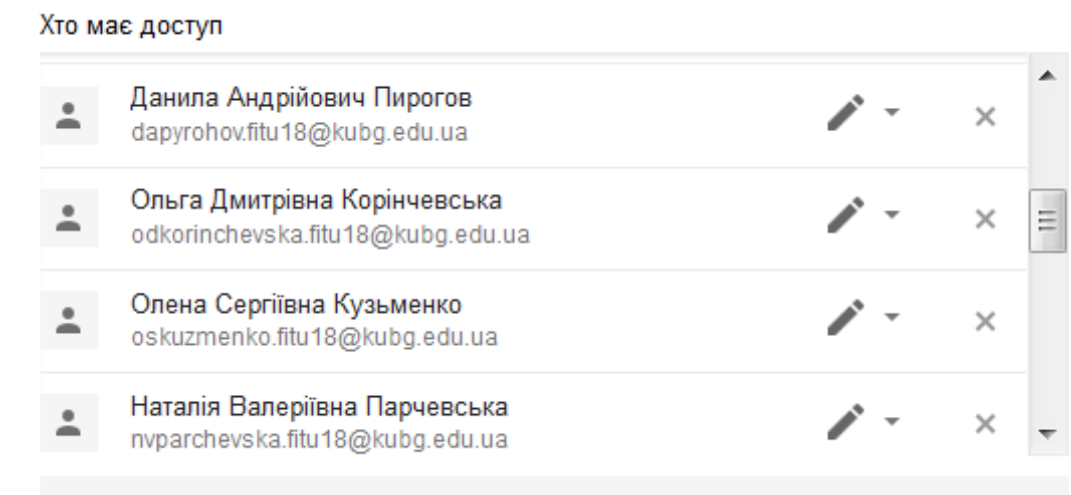 Хто має доступ
Данила Андрійович Пирогов
dapyrohov.fitu18@kubg.edu.ua
Ольга Дмитрівна Корінчевська
odkorinchevska.fitu18@kubg.edu.ua
Олена Сергіївна Кузьменко
oskuzmenko.fitu18@kubg.edu.ua
Наталія Валеріївна Парчевська
nvparchevska.fitu18@kubg.edu.ua